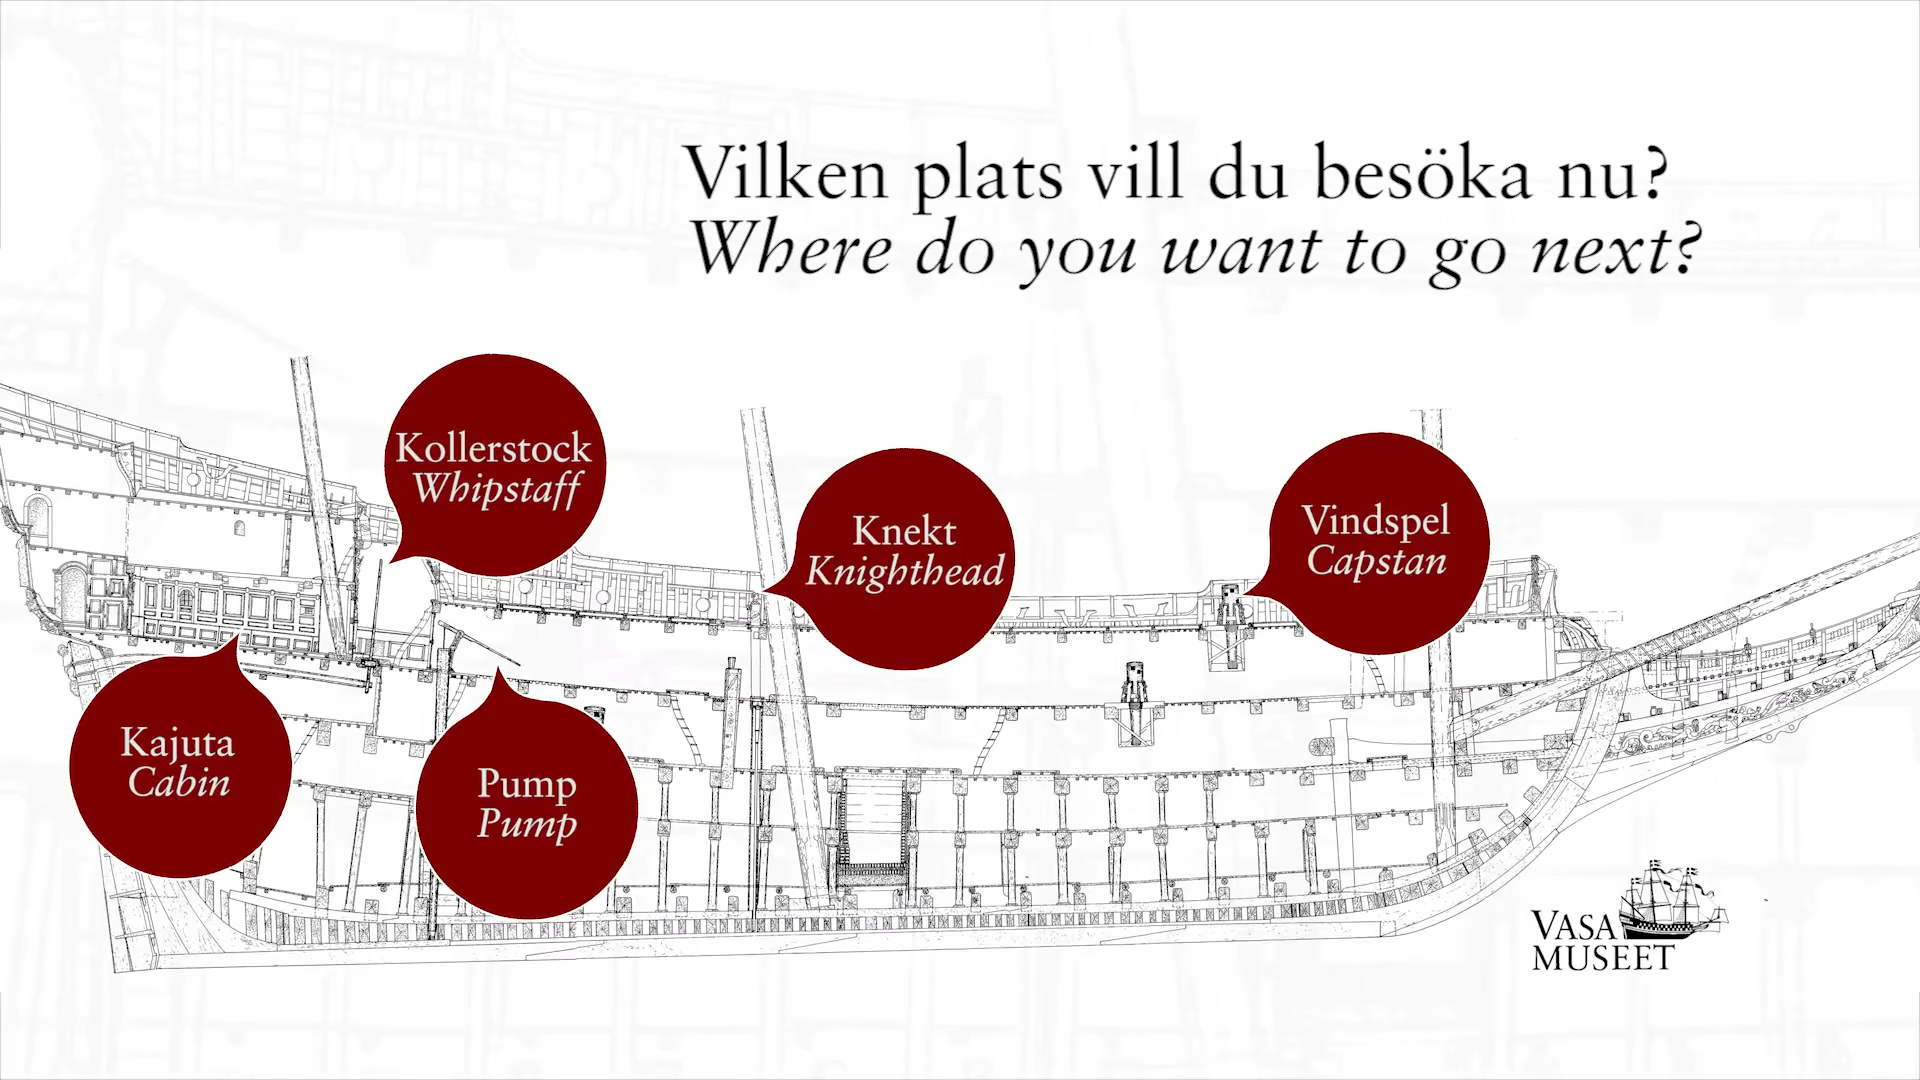 Vilken plats vill du besöka nu?
Where do you want to go next?
Kollerstock
Whipstaff
Knekt
Knighthead
Vindspel
Capstan
Kajuta
Cabin
Pump
Pump
VASA
MUSEET